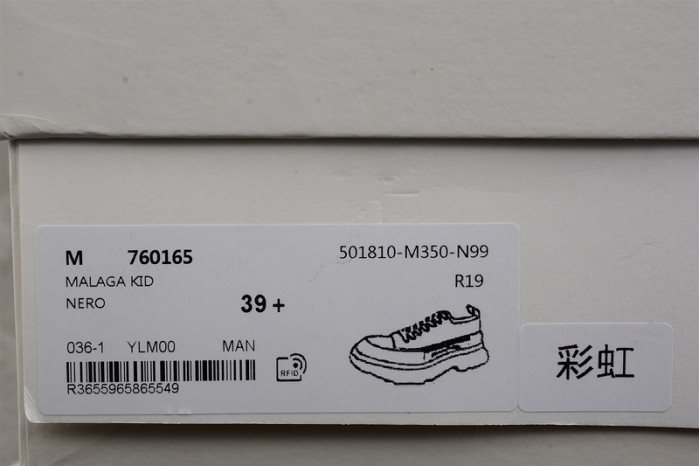 M 760165 501810-M350-N99
MALAGA KID R19
NERO 39+
036-1 YLM00 MAN
RFID
R3655965865549
彩虹